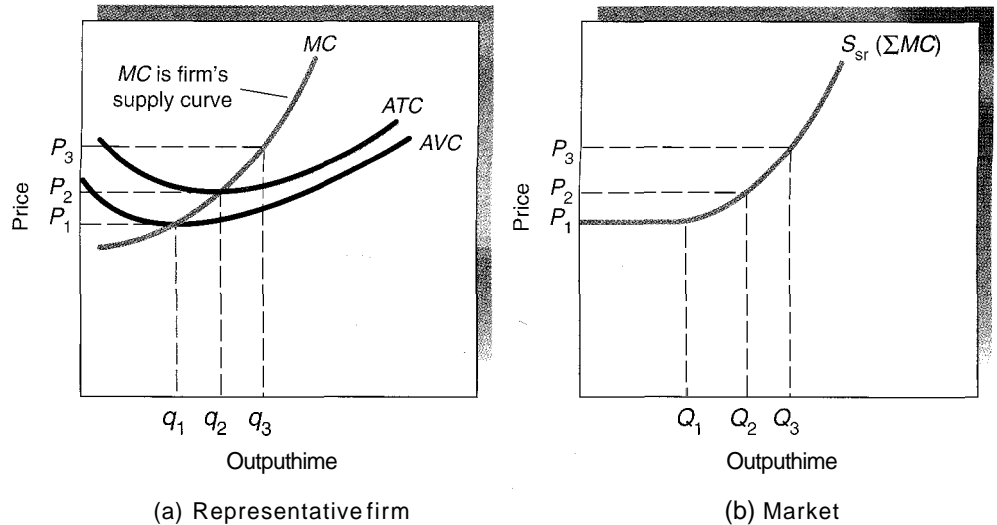 MC
MC is firm's
supply curve
ATC
AVC
P3
P2
P1
Price
q1 q2 q3
Outputhime
(a) Representative firm
Ssr (ΣMC)
P3
P2
P1
Price
Q1 Q2 Q3
Outputhime
(b) Market